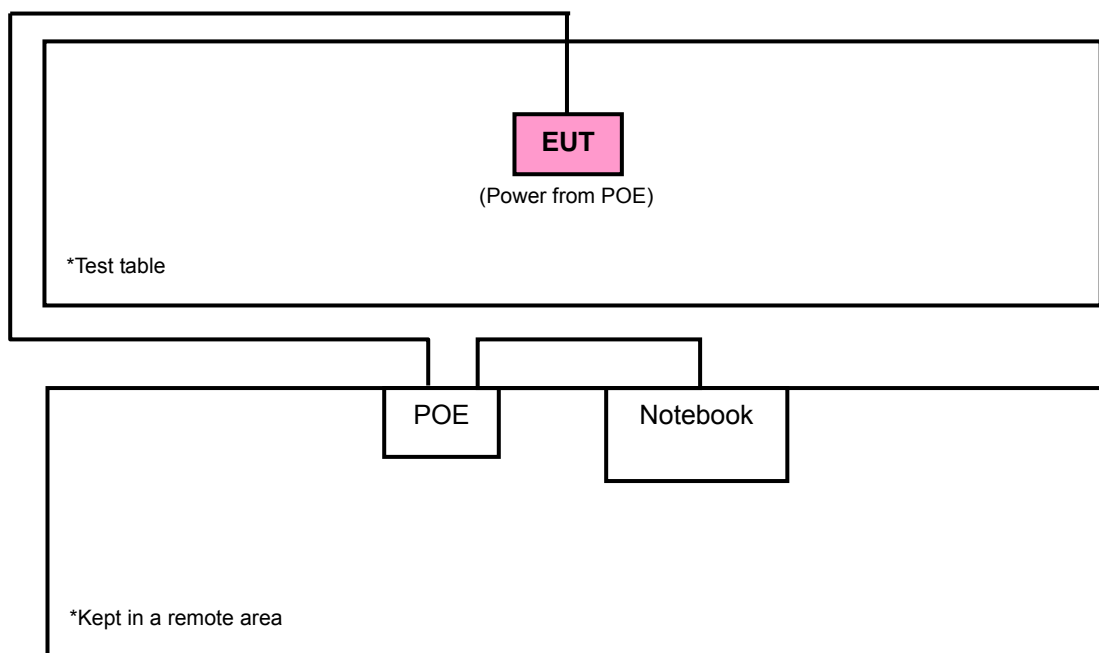 EUT
(Power from POE)
*Test table
POE
Notebook
*Kept in a remote area